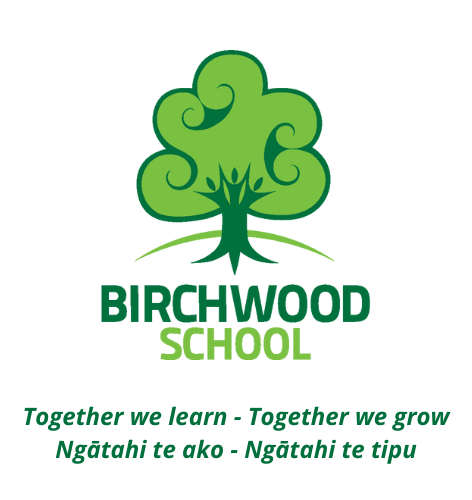 BIRCHWOOD
SCHOOL
Together we learn - Together we grow
Ngātahi te ako - Ngātahi te tipu